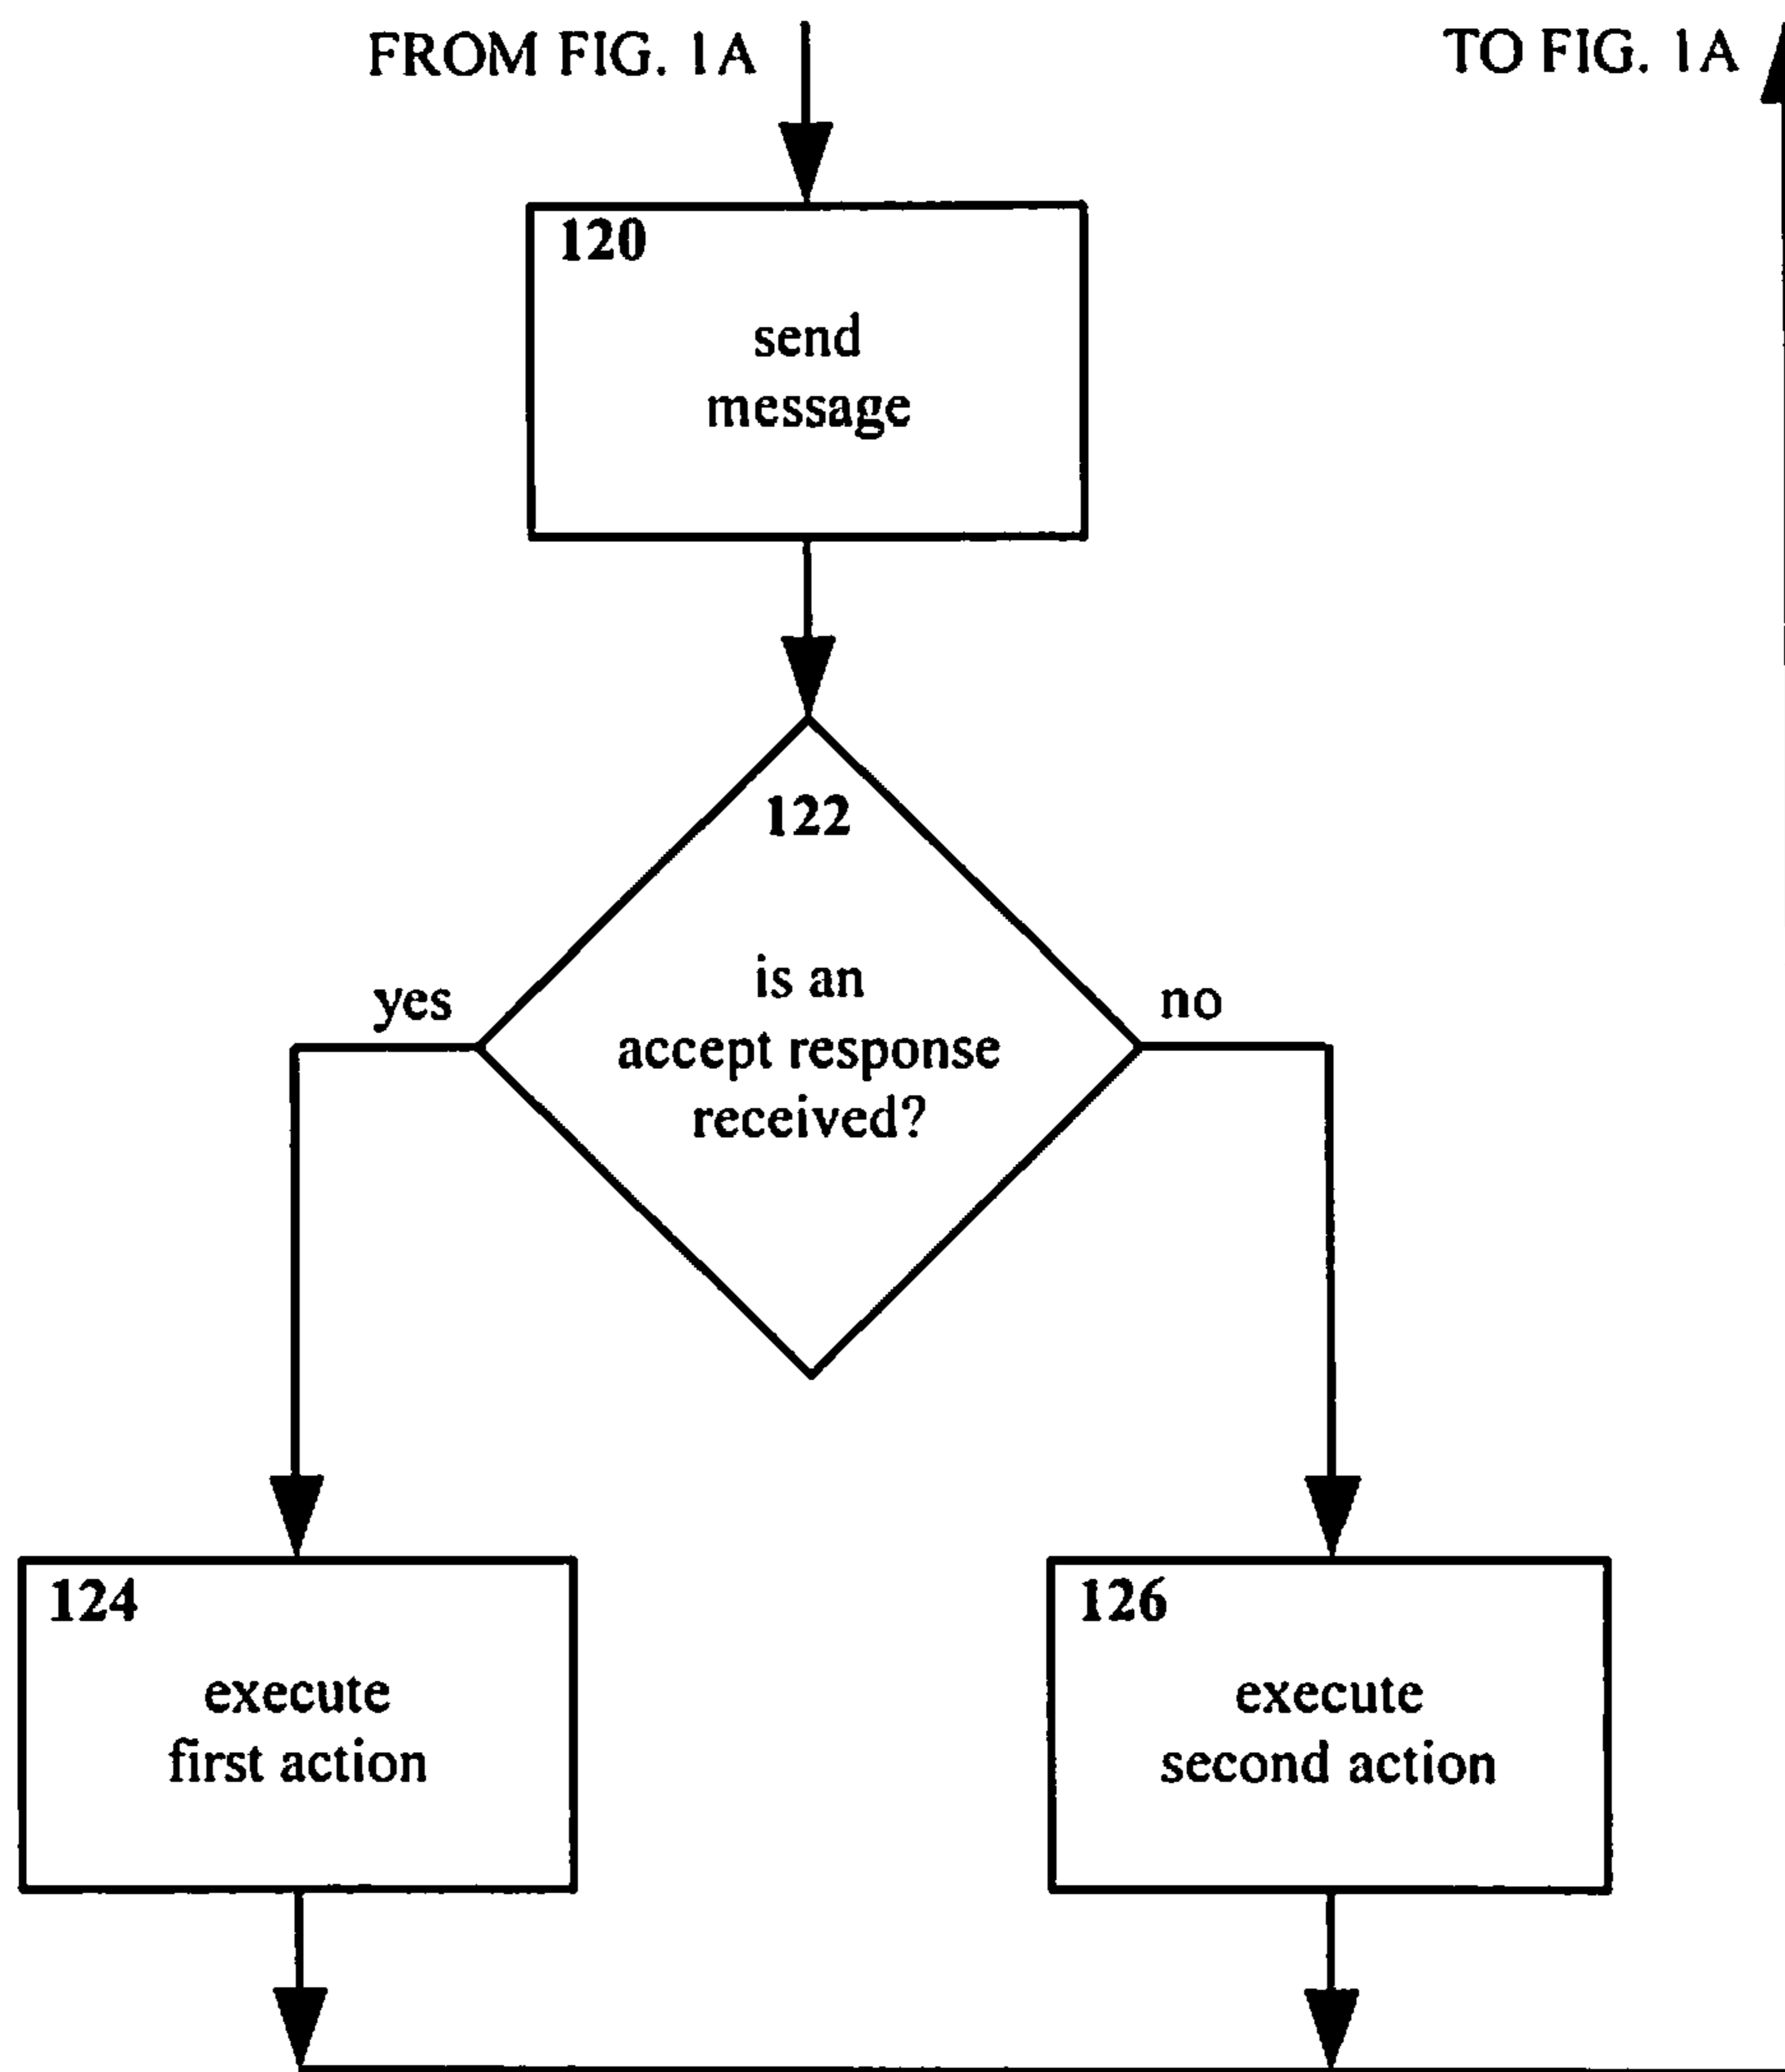 FROM FIG. 1A
TO FIG. 1A
120
send
message
122
is an
accept response
received?
yes
no
124
execute
first action
126
execute
second action